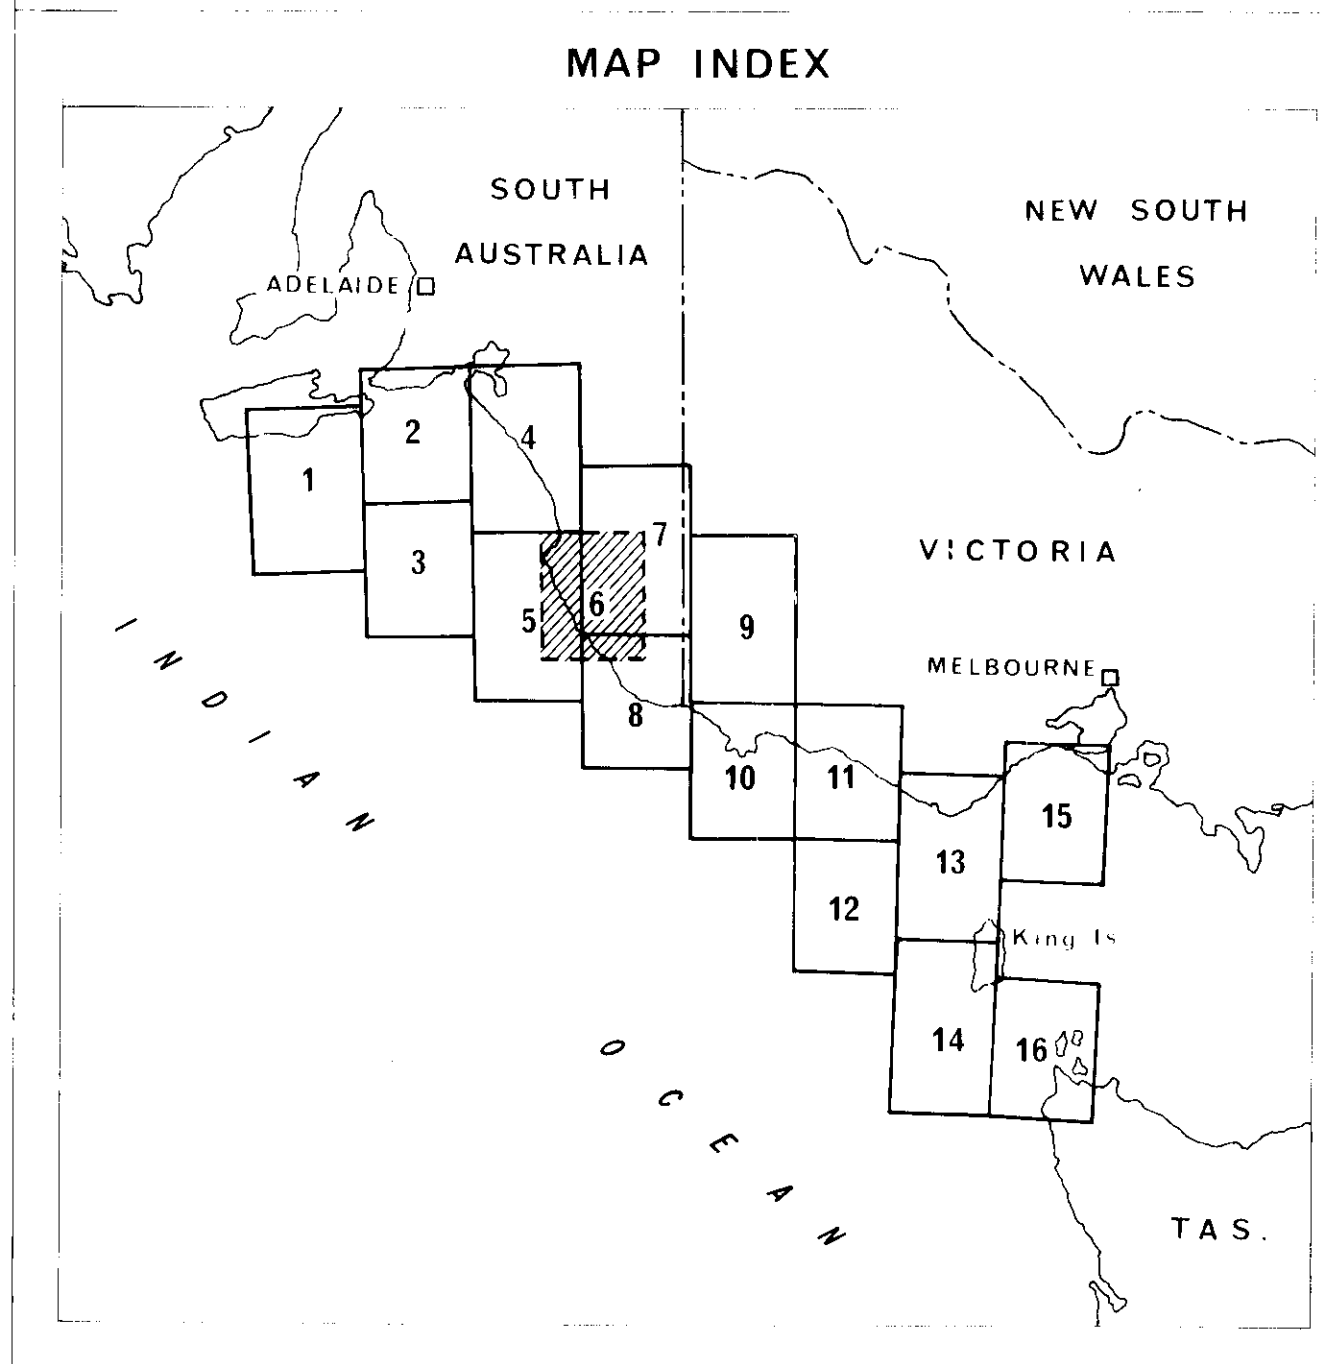 MAP INDEX
SOUTH
AUSTRALIA
NEW SOUTH
WALES
ADELAIDE
2
4
1
7
VICTORIA
3
6
5
9
INDIAN
MELBOURNE
8
10
11
15
13
12
King Is
OCEAN
14
16
TAS.